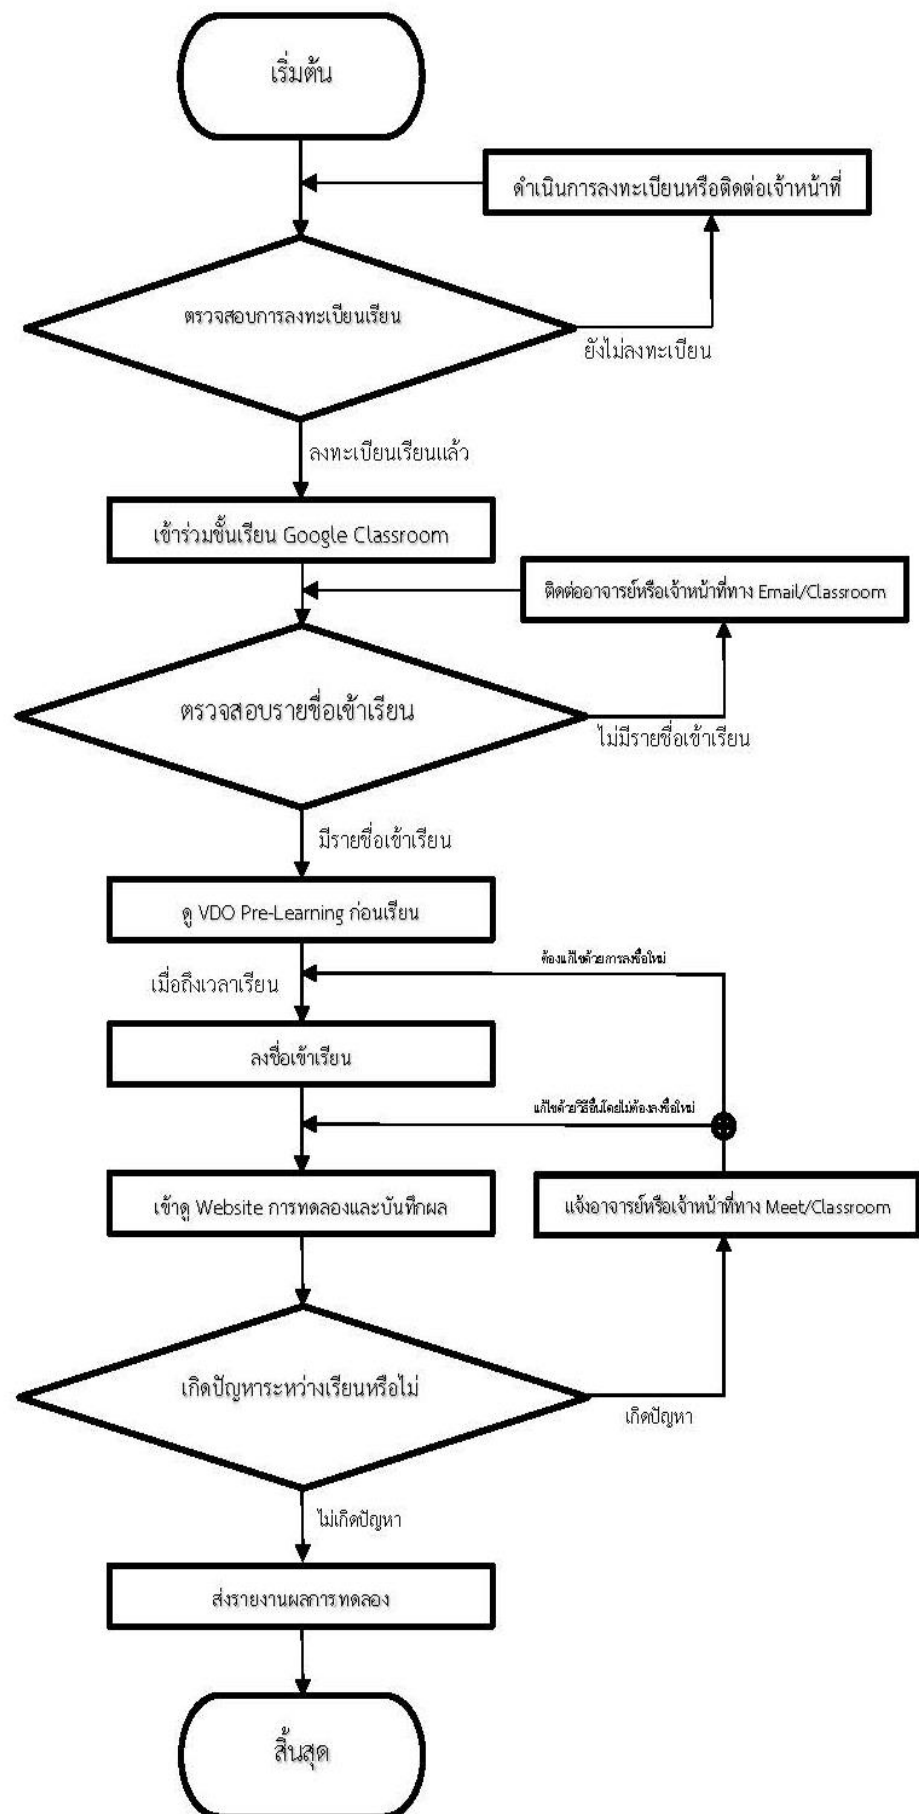 เริ่มต้น
ดำเนินการลงทะเบียนหรือติดต่อเจ้าหน้าที่
ตรวจสอบการลงทะเบียนเรียน
ยังไม่ลงทะเบียน
ลงทะเบียนเรียนแล้ว
เข้าร่วมชั้นเรียน Google Classroom
ติดต่ออาจารย์หรือเจ้าหน้าที่ทาง Email/Classroom
ตรวจสอบรายชื่อเข้าเรียน
ไม่มีรายชื่อเข้าเรียน
มีรายชื่อเข้าเรียน
ดู VDO Pre-Learning ก่อนเรียน
ต้องแก้ไขด้วยการลงชื่อใหม่
เมื่อถึงเวลาเรียน
ลงชื่อเข้าเรียน
แก้ไขด้วยวิธีอื่นโดยไม่ต้องลงชื่อใหม่
เข้าดู Website การทดลองและบันทึกผล
แจ้งอาจารย์หรือเจ้าหน้าที่ทาง Meet/Classroom
เกิดปัญหาระหว่างเรียนหรือไม่
เกิดปัญหา
ไม่เกิดปัญหา
ส่งรายงานผลการทดลอง
สิ้นสุด